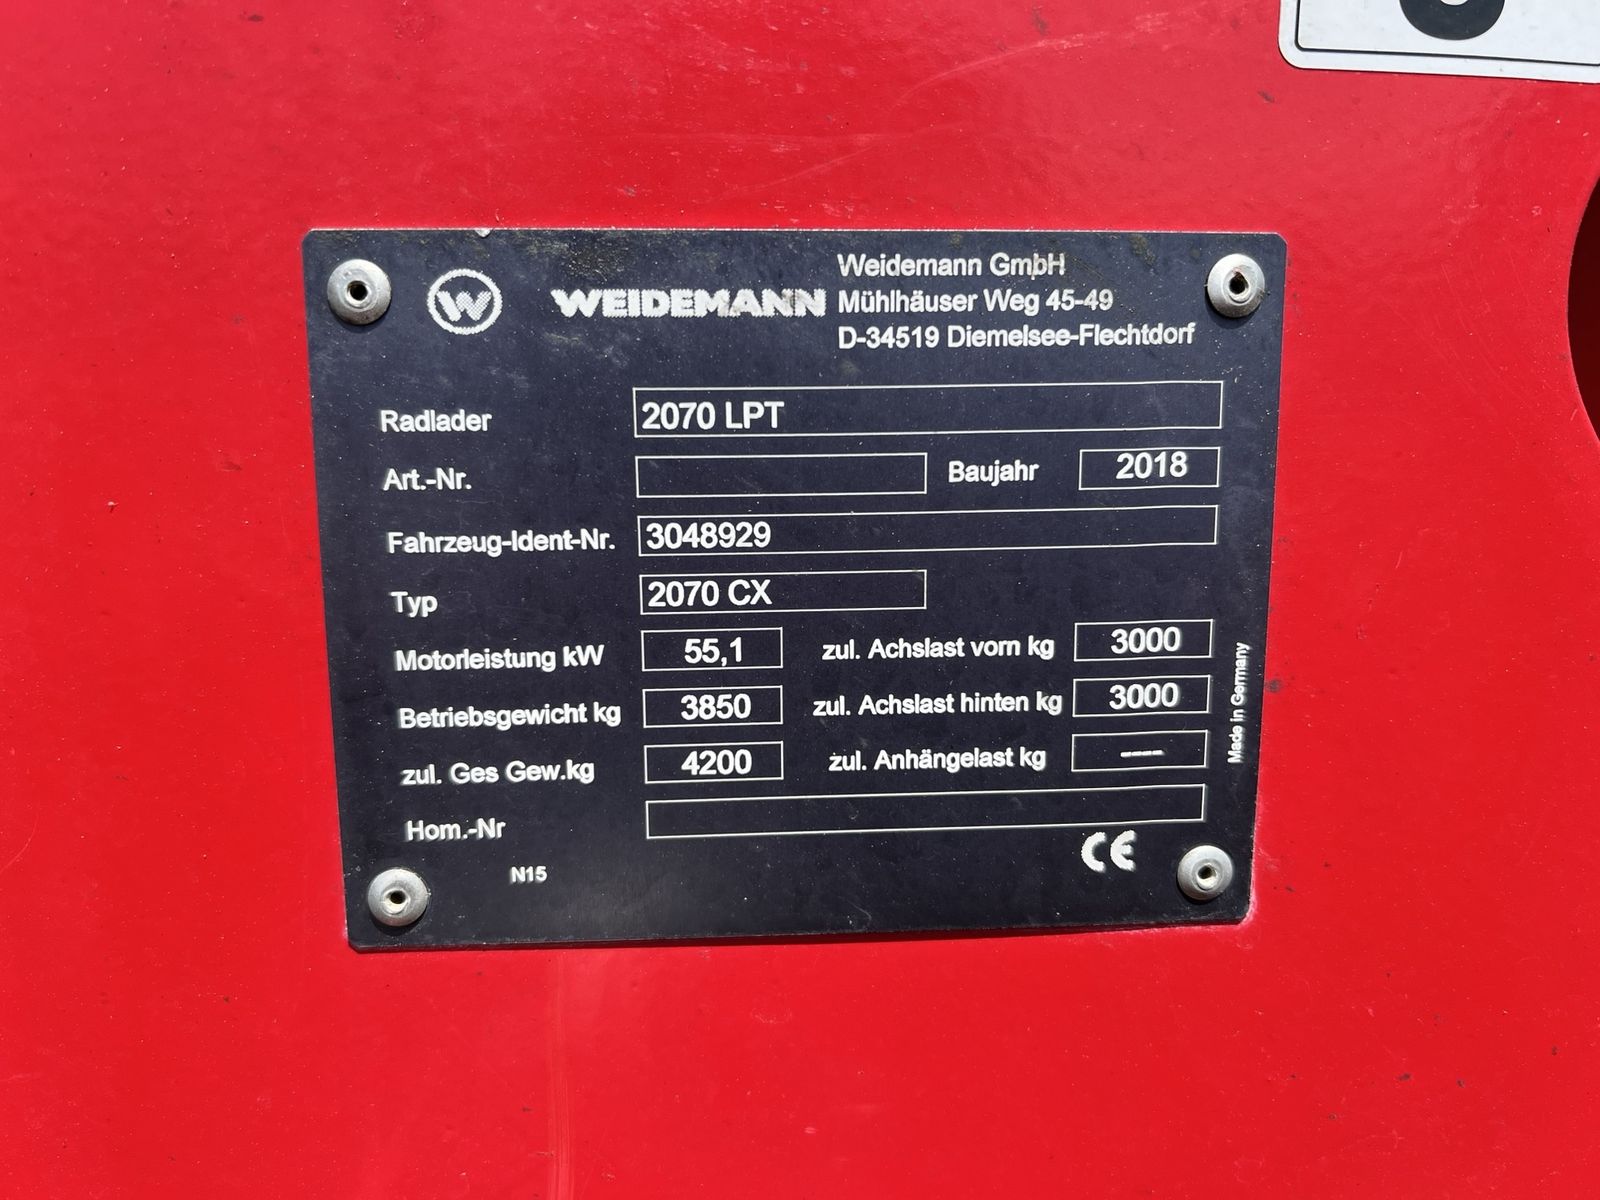 W WEIDEMANN
Weidemann GmbH
Mühlhäuser Weg 45-49
D-34519 Diemelsee-Flechtdorf
Radlader 2070 LPT
Art.-Nr. Baujahr 2018
Fahrzeug-Ident-Nr. 3048929
Typ 2070 CX
Motorleistung kW 55,1 zul. Achslast vorn kg 3000
Betriebsgewicht kg 3850 zul. Achslast hinten kg 3000
zul. Ges Gew.kg 4200 zul. Anhängelast kg ----
Hom.-Nr
N15
CE
Made in Germany